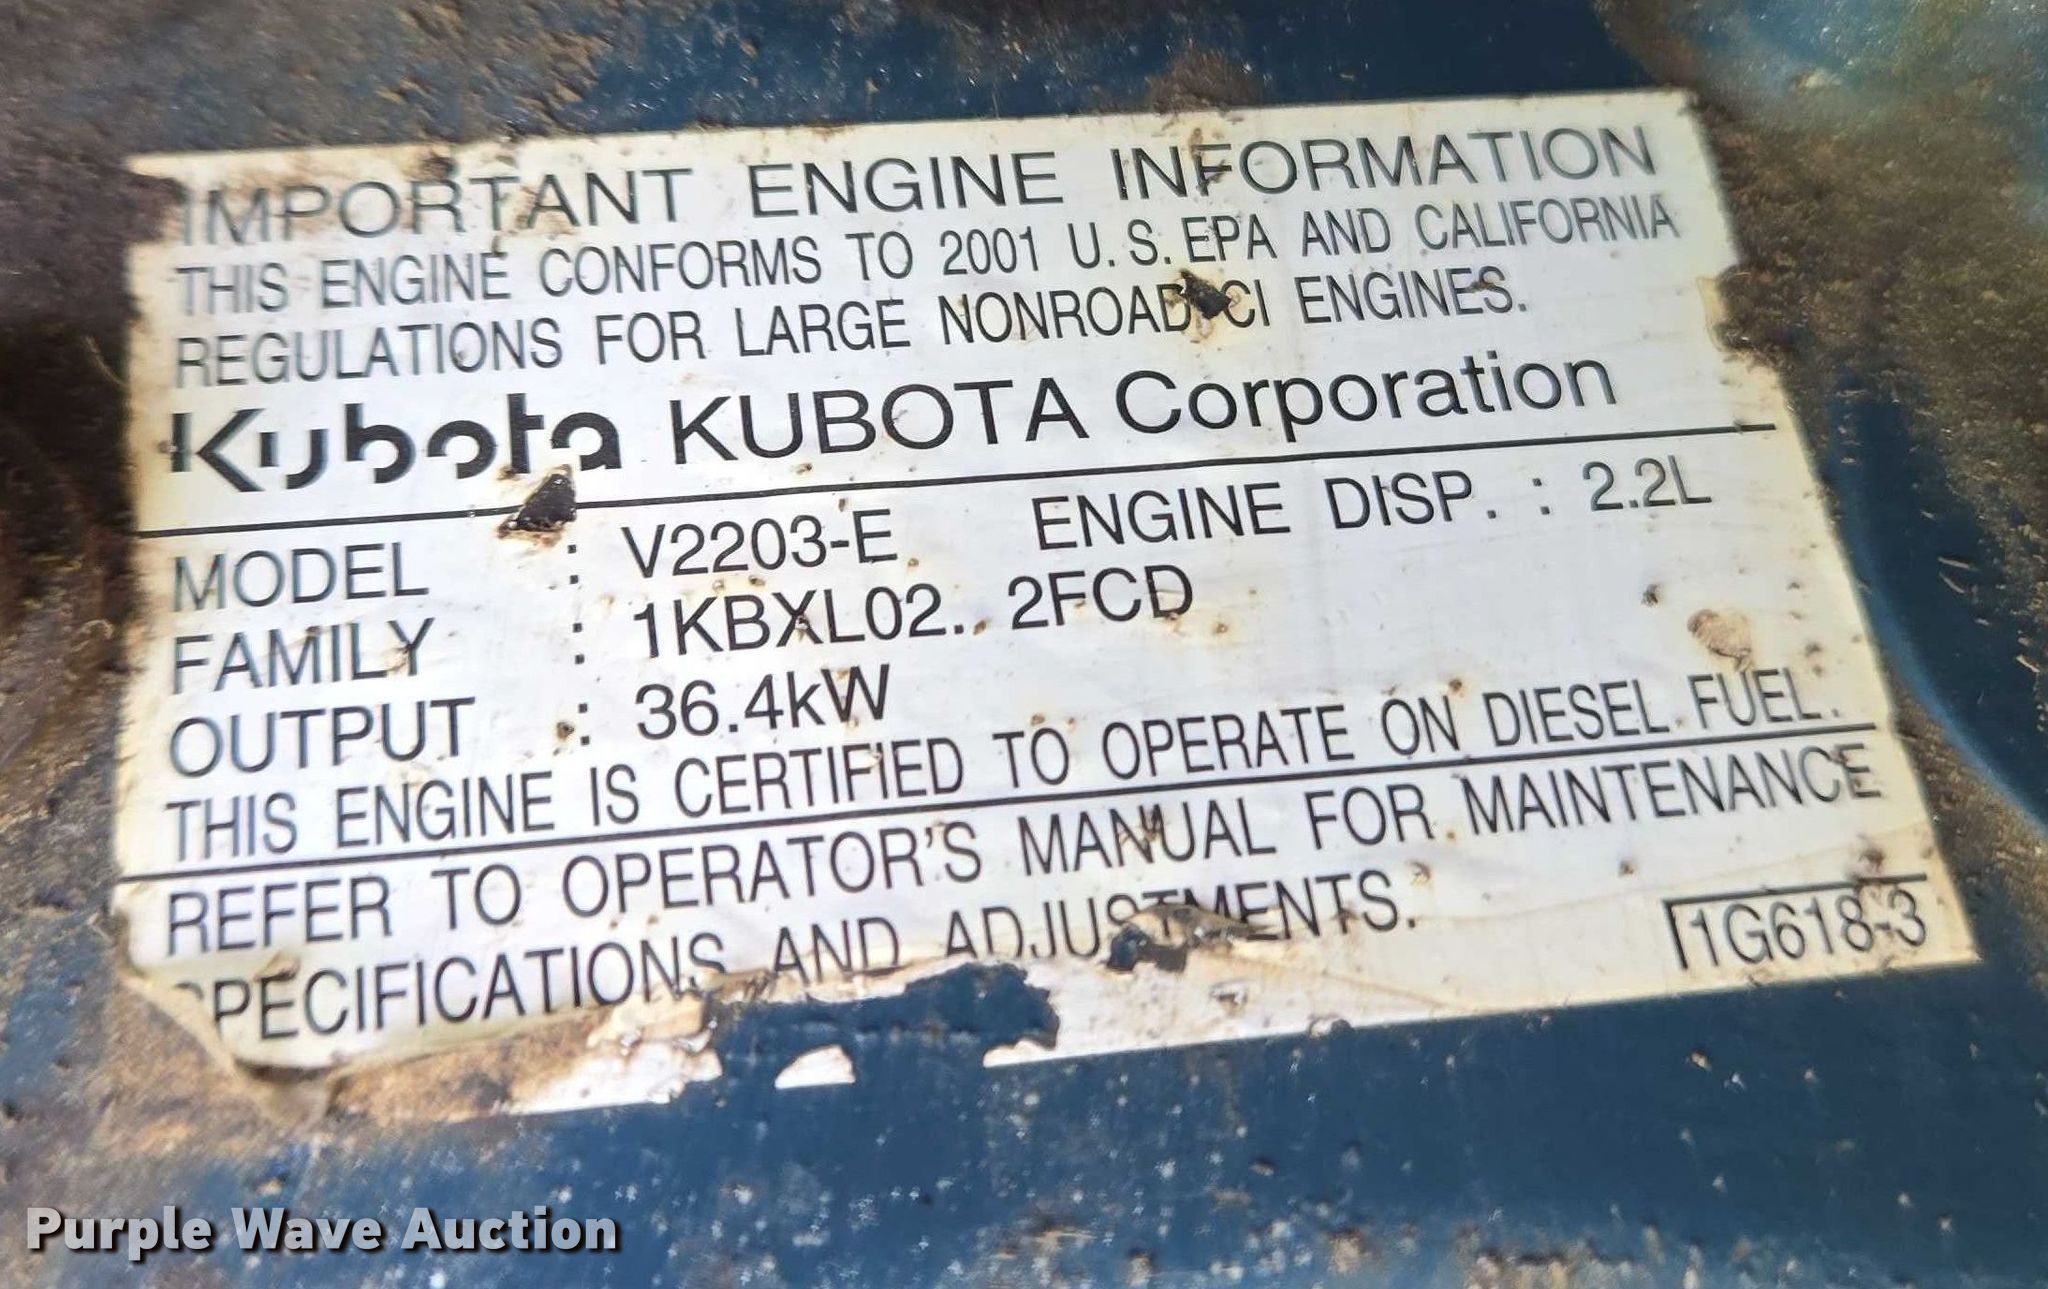 IMPORTANT ENGINE INFORMATION
THIS ENGINE CONFORMS TO 2001 U.S. EPA AND CALIFORNIA
REGULATIONS FOR LARGE NONROAD CI ENGINES.
Kubota KUBOTA Corporation
MODEL : V2203-E ENGINE DISP. : 2.2L
FAMILY : 1KBXL02.2FCD
OUTPUT : 36.4kW
THIS ENGINE IS CERTIFIED TO OPERATE ON DIESEL FUEL.
REFER TO OPERATOR'S MANUAL FOR MAINTENANCE
SPECIFICATIONS AND ADJUSTMENTS.
1G618-3
Purple Wave Auction